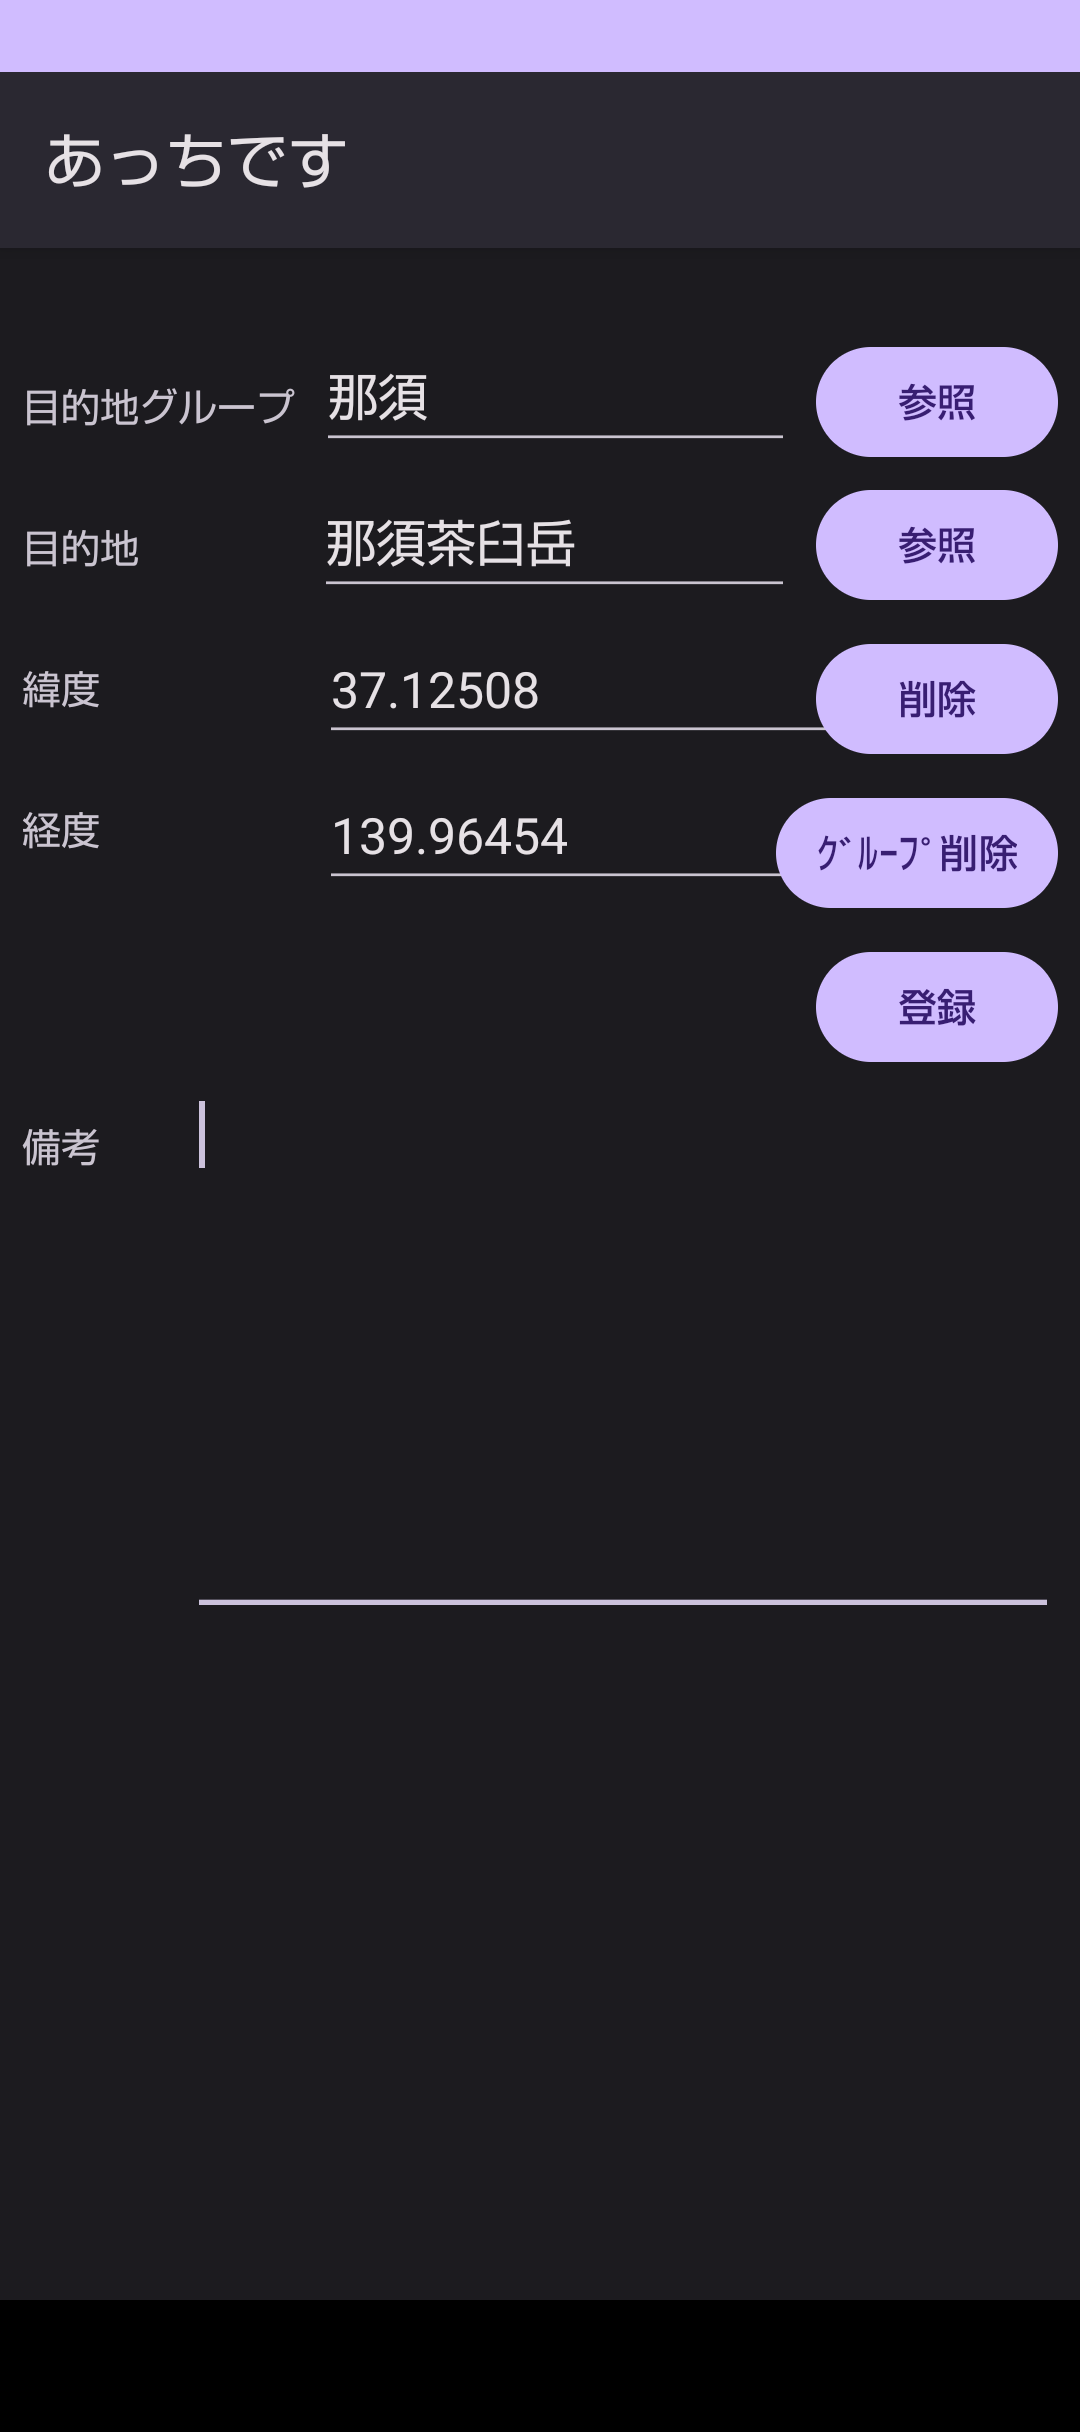 あっちです
目的地グループ 那須 参照
目的地 那須茶臼岳 参照
緯度 37.12508 削除
経度 139.96454 ｸﾞﾙｰﾌﾟ削除
登録
備考